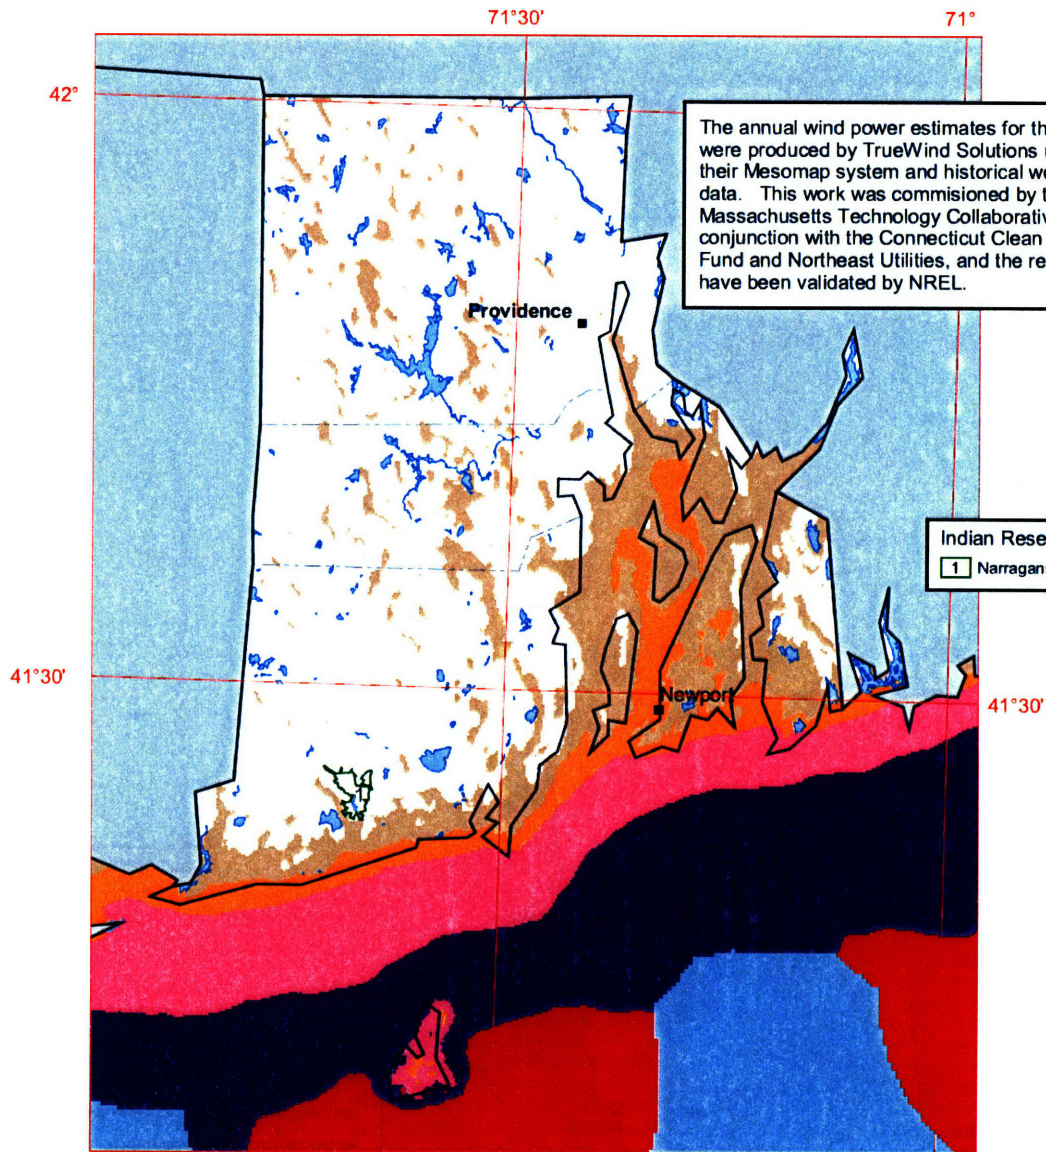 71°30'
71°
42°
The annual wind power estimates for th
were produced by TrueWind Solutions
their Mesomap system and historical we
data. This work was commisioned by t
Massachusetts Technology Collaborativ
conjunction with the Connecticut Clean
Fund and Northeast Utilities, and the re
have been validated by NREL.
Providence
Indian Rese
1 Narragan
41°30'
Newport
41°30'
1